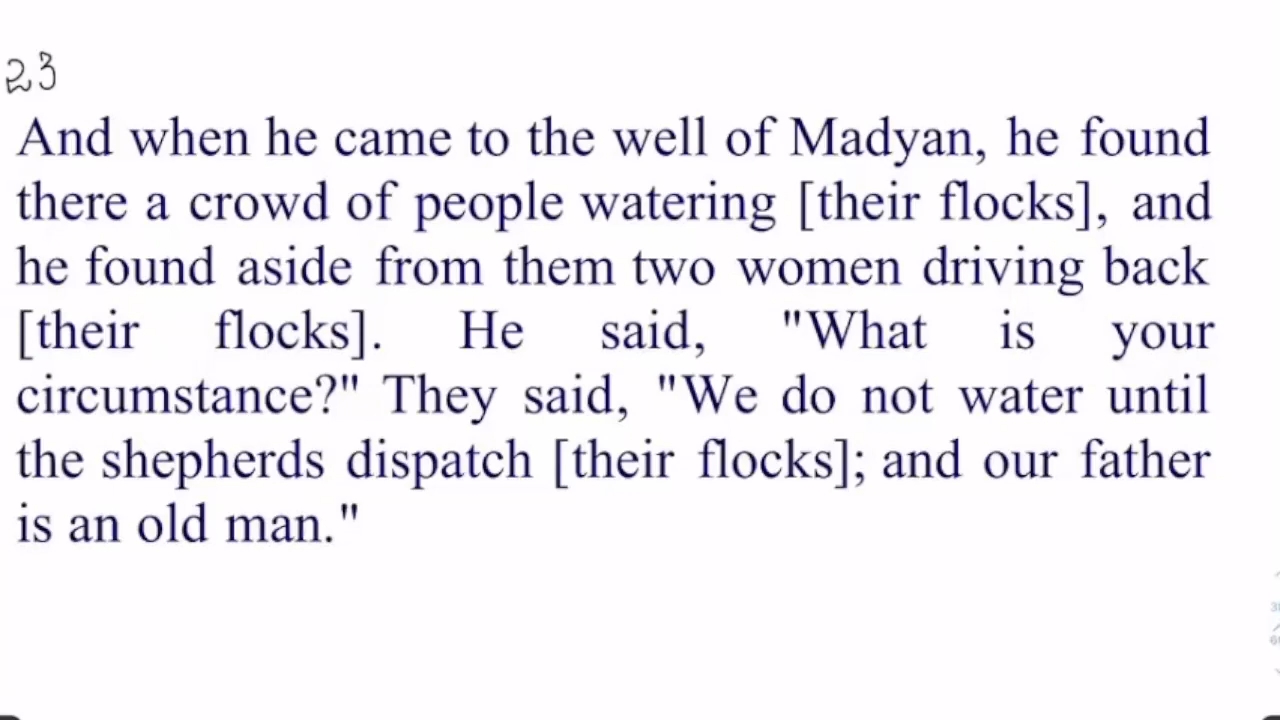 23
And when he came to the well of Madyan, he found
there a crowd of people watering [their flocks], and
he found aside from them two women driving back
[their flocks]. He said, "What is your
circumstance?" They said, "We do not water until
the shepherds dispatch [their flocks]; and our father
is an old man."